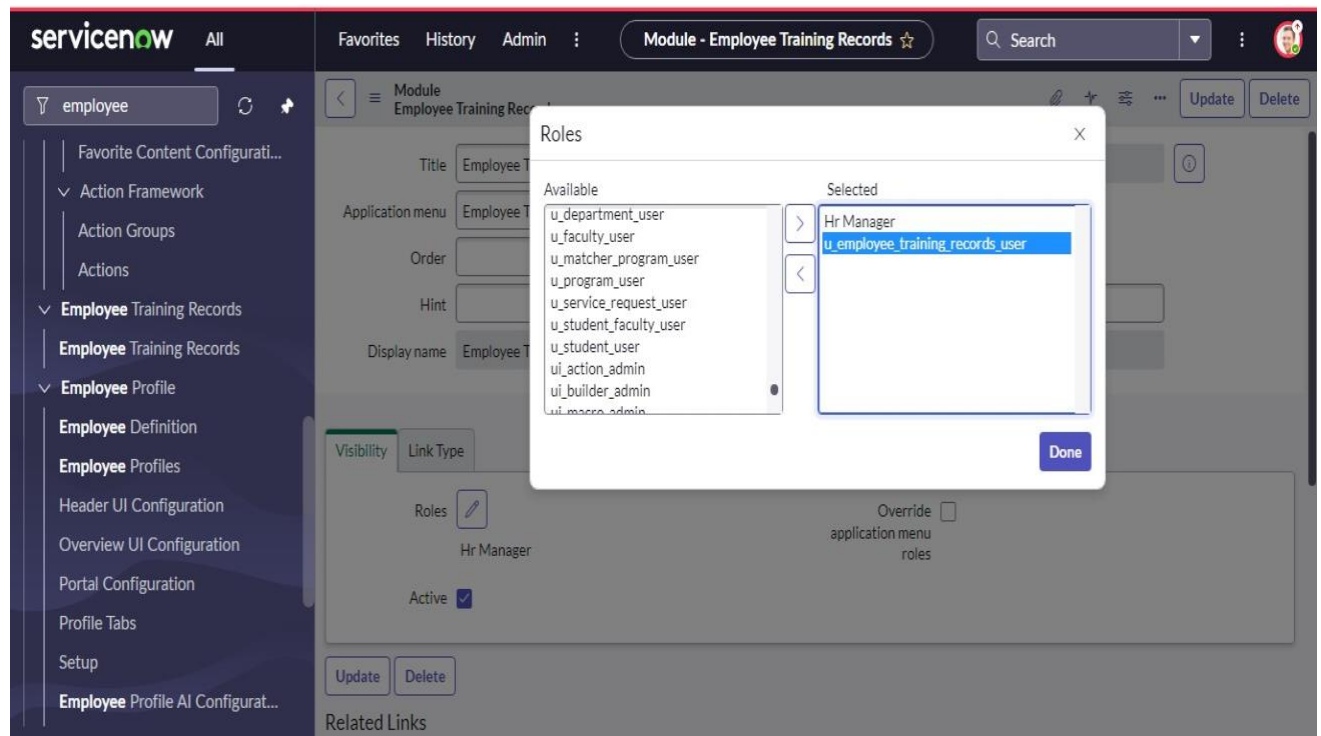 servicenow All Favorites History Admin Module - Employee Training Records Search
employee
Favorite Content Configurati...
Action Framework
Action Groups
Actions
Employee Training Records
Employee Training Records
Employee Profile
Employee Definition
Employee Profiles
Header UI Configuration
Overview UI Configuration
Portal Configuration
Profile Tabs
Setup
Employee Profile AI Configurat...
Module
Employee Training Rec
Update Delete
Title Employee T
Application menu Employee T
Order
Hint
Display name Employee T
Roles X
Available
u_department_user
u_faculty_user
u_matcher_program_user
u_program_user
u_service_request_user
u_student_faculty_user
u_student_user
ui_action_admin
ui_builder_admin
ui_macro_admin
Selected
Hr Manager
u_employee_training_records_user
Done
Visibility Link Type
Roles
Hr Manager
Active
Override
application menu
roles
Update Delete
Related Links